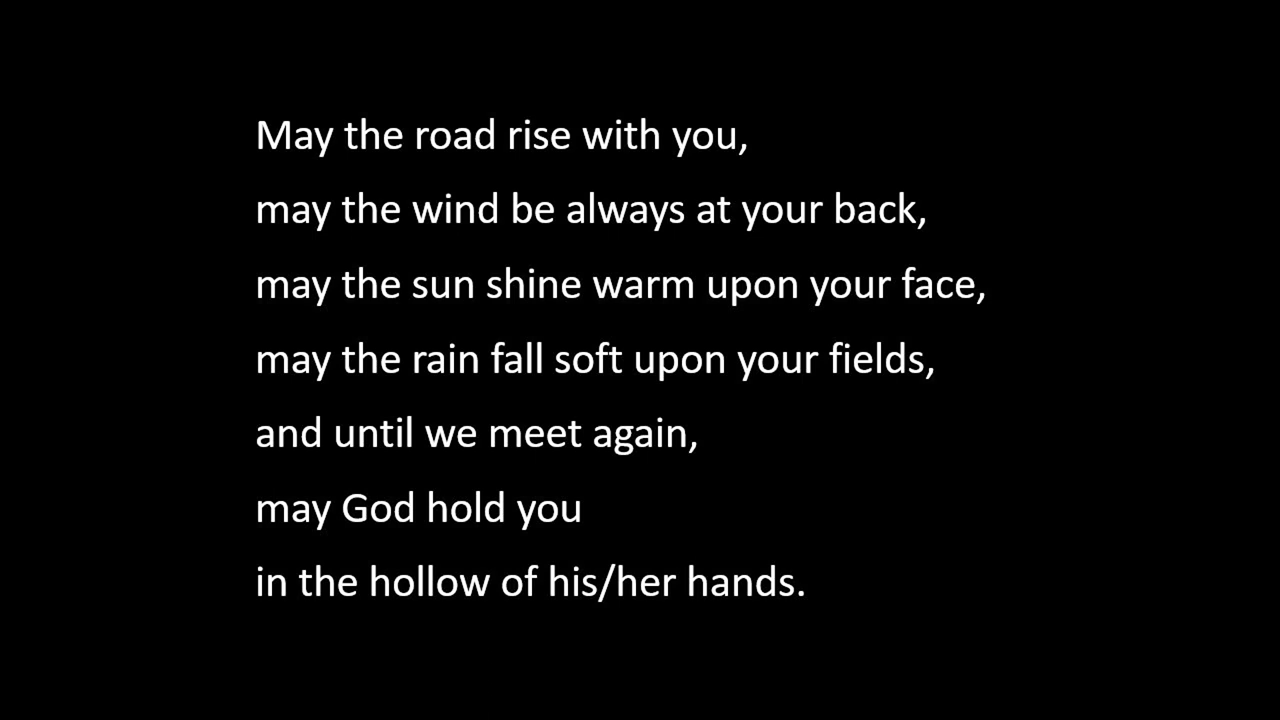 May the road rise with you,
may the wind be always at your back,
may the sun shine warm upon your face,
may the rain fall soft upon your fields,
and until we meet again,
may God hold you
in the hollow of his/her hands.